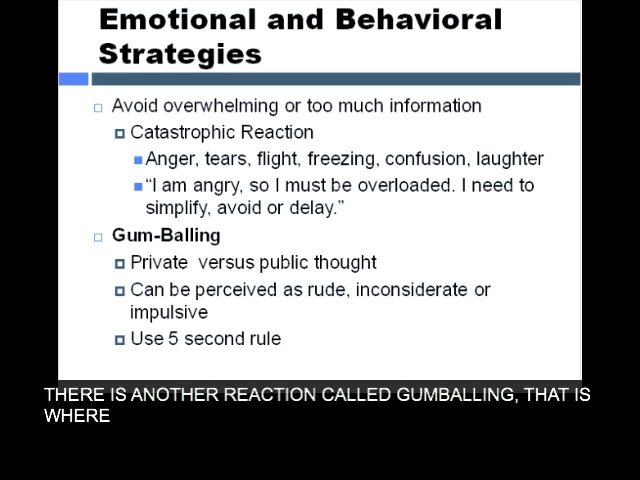 Emotional and Behavioral
Strategies
Avoid overwhelming or too much information
Catastrophic Reaction
Anger, tears, flight, freezing, confusion, laughter
“I am angry, so I must be overloaded. I need to
simplify, avoid or delay.”
Gum-Balling
Private versus public thought
Can be perceived as rude, inconsiderate or
impulsive
Use 5 second rule
THERE IS ANOTHER REACTION CALLED GUMBALLING, THAT IS
WHERE